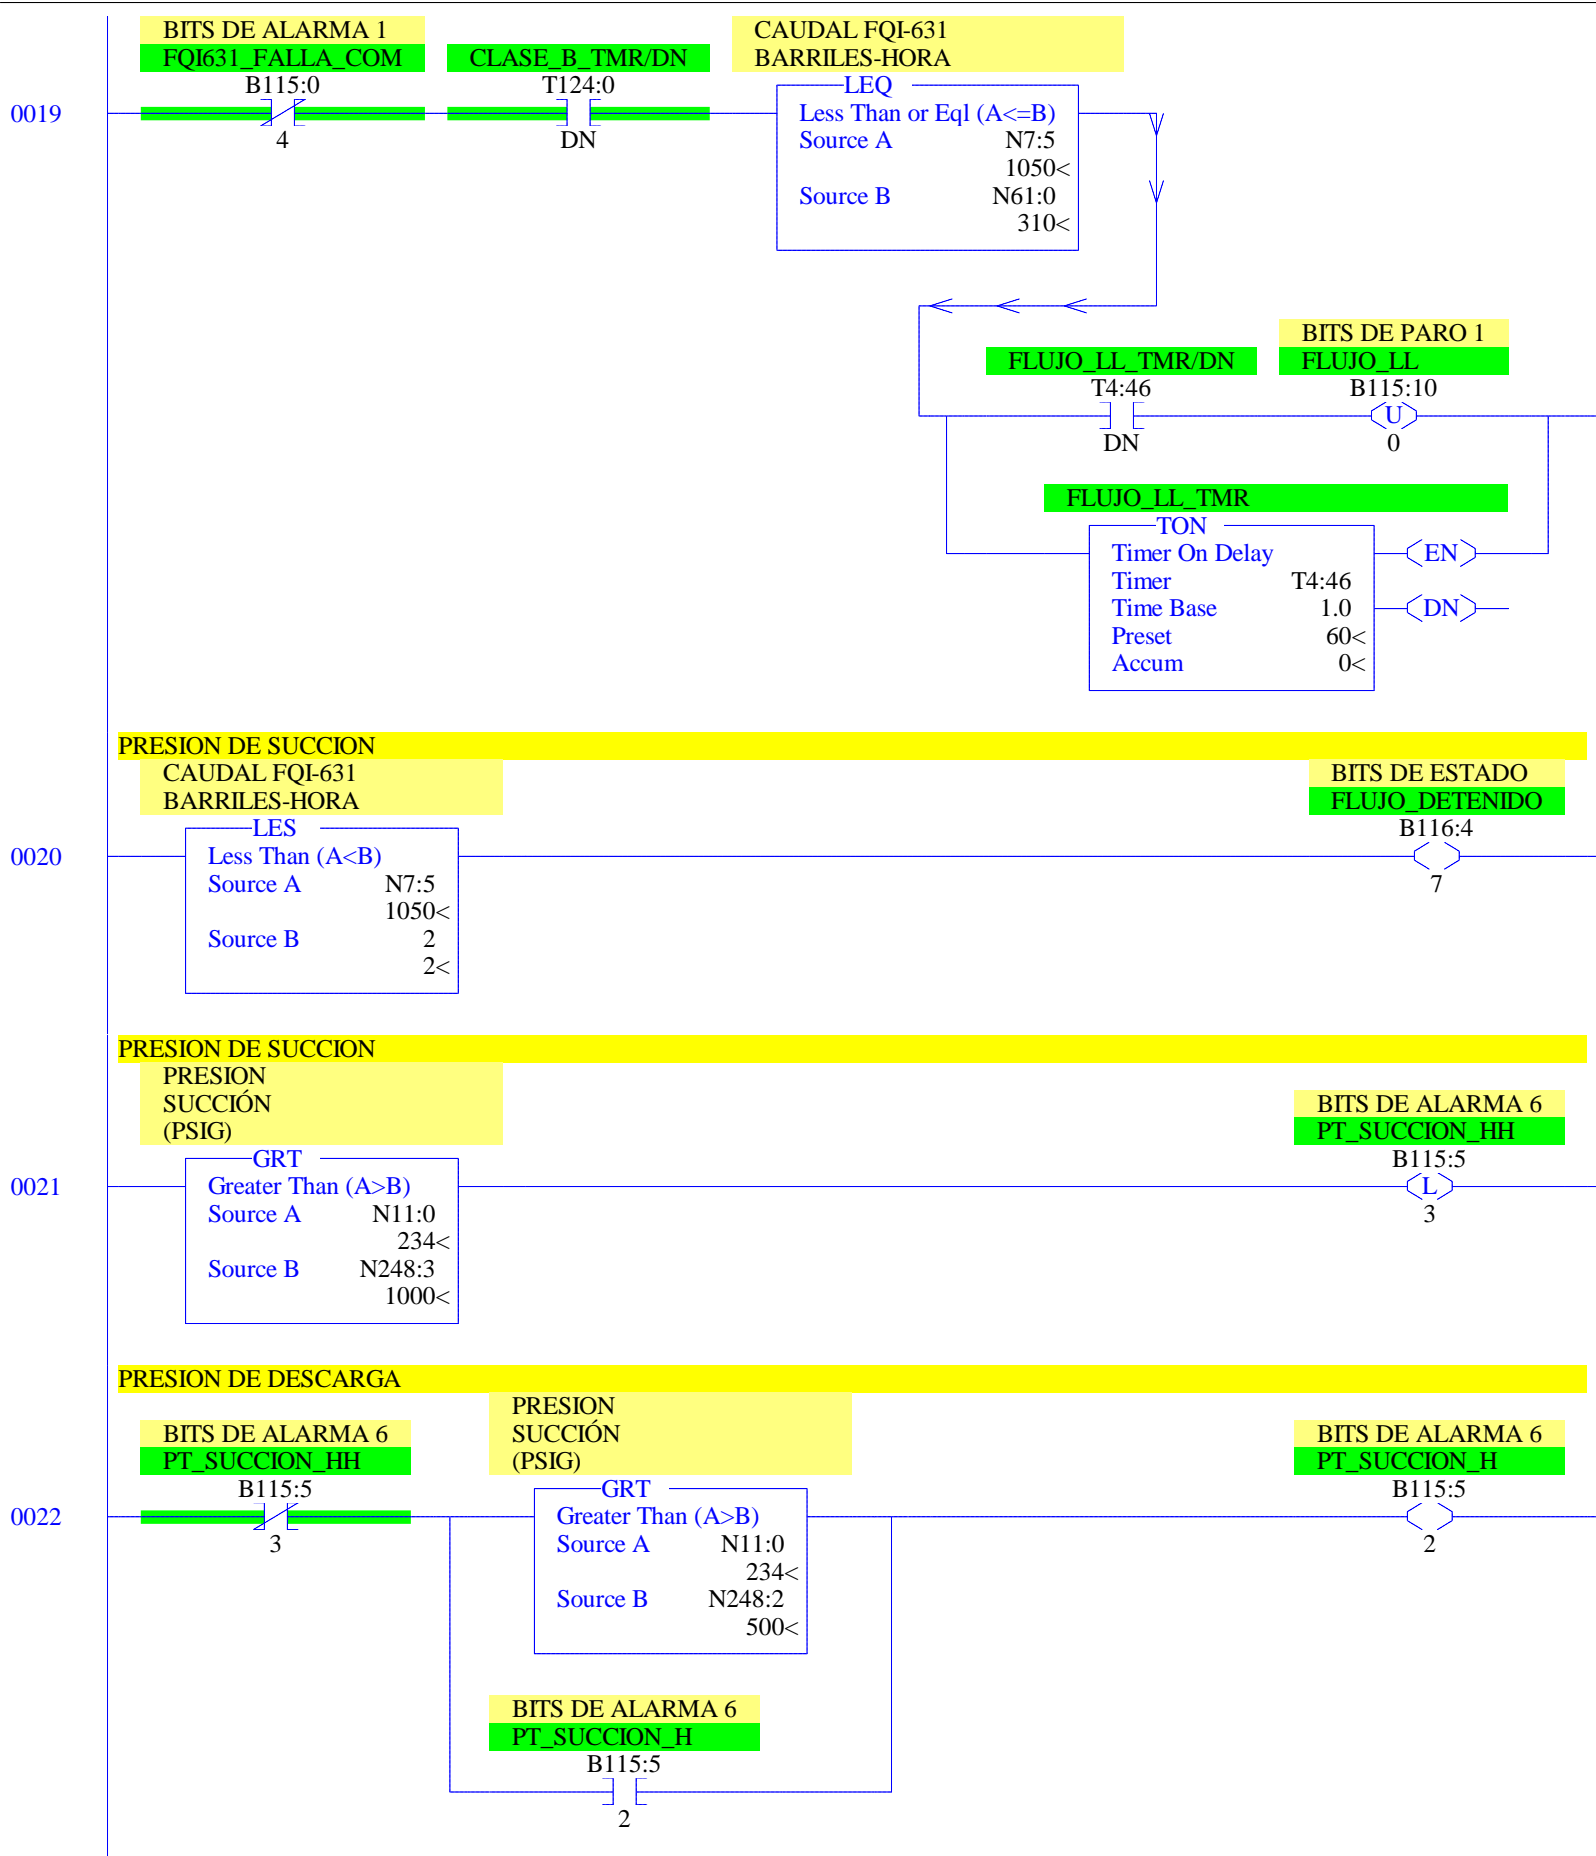 BITS DE ALARMA 1
FQI631_FALLA_COM
B115:0
4
CLASE_B_TMR/DN
T124:0
DN
CAUDAL FQI-631
BARRILES-HORA
LEQ
Less Than or Eql (A<=B)
Source A N7:5
1050<
Source B N61:0
310<
0019
FLUJO_LL_TMR/DN
T4:46
DN
BITS DE PARO 1
FLUJO_LL
B115:10
U
0
FLUJO_LL_TMR
TON
Timer On Delay
Timer T4:46
Time Base 1.0
Preset 60<
Accum 0<
EN
DN
PRESION DE SUCCION
CAUDAL FQI-631
BARRILES-HORA
LES
0020
Less Than (A<B)
Source A N7:5
1050<
Source B 2
2<
BITS DE ESTADO
FLUJO_DETENIDO
B116:4
7
PRESION DE SUCCION
PRESION
SUCCIÓN
(PSIG)
GRT
0021
Greater Than (A>B)
Source A N11:0
234<
Source B N248:3
1000<
BITS DE ALARMA 6
PT_SUCCION_HH
B115:5
L
3
PRESION DE DESCARGA
BITS DE ALARMA 6
PT_SUCCION_HH
B115:5
3
0022
PRESION
SUCCIÓN
(PSIG)
GRT
Greater Than (A>B)
Source A N11:0
234<
Source B N248:2
500<
BITS DE ALARMA 6
PT_SUCCION_H
B115:5
2
BITS DE ALARMA 6
PT_SUCCION_H
B115:5
2